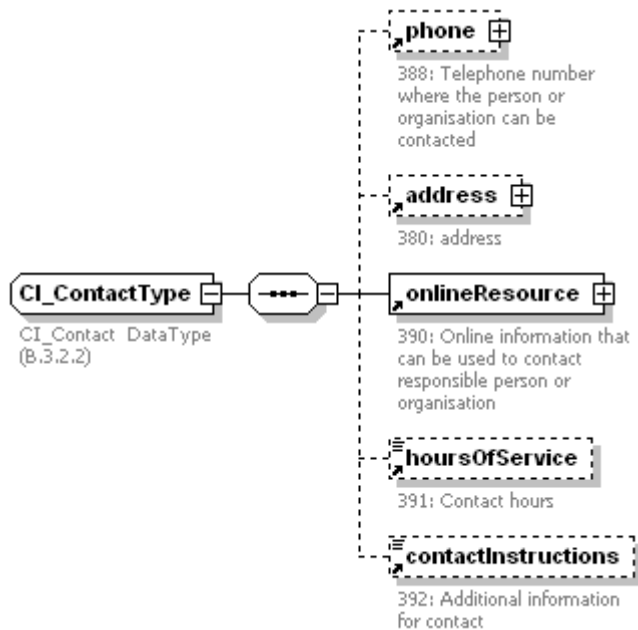 phone
388: Telephone number
where the person or
organisation can be
contacted
address
380: address
CI_ContactType
CI_Contact DataType
(B.3.2.2)
onlineResource
390: Online information that
can be used to contact
responsible person or
organisation
hoursOfService
391: Contact hours
contactInstructions
392: Additional information
for contact